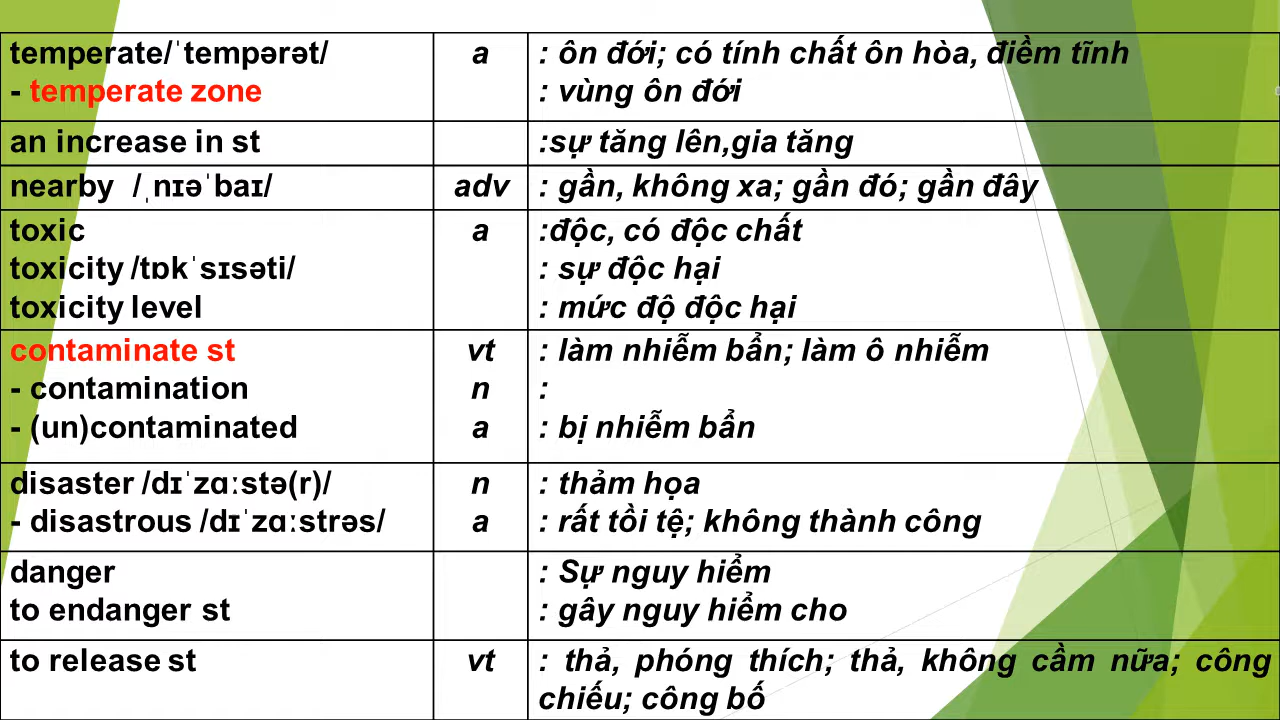 temperate/ˈtempərət/ a : ôn đới; có tính chất ôn hòa, điềm tĩnh
- temperate zone : vùng ôn đới
an increase in st :sự tăng lên,gia tăng
nearby /ˌnɪəˈbaɪ/ adv : gần, không xa; gần đó; gần đây
toxic a :độc, có độc chất
toxicity /tɒkˈsɪsəti/ : sự độc hại
toxicity level : mức độ độc hại
contaminate st vt : làm nhiễm bẩn; làm ô nhiễm
- contamination n :
- (un)contaminated a : bị nhiễm bẩn
disaster /dɪˈzɑːstə(r)/ n : thảm họa
- disastrous /dɪˈzɑːstrəs/ a : rất tồi tệ; không thành công
danger : Sự nguy hiểm
to endanger st : gây nguy hiểm cho
to release st vt : thả, phóng thích; thả, không cầm nữa; công
chiếu; công bố